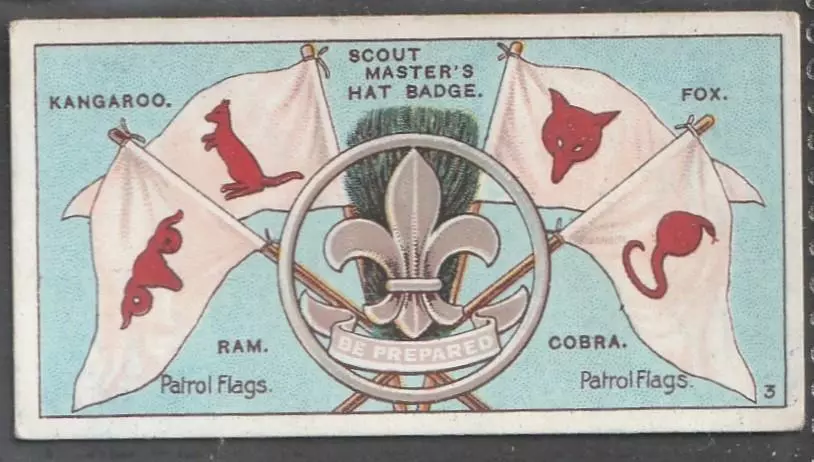 SCOUT
MASTER'S
HAT BADGE.
KANGAROO.
FOX.
BE PREPARED
RAM.
COBRA.
Patrol Flags.
Patrol Flags.
3